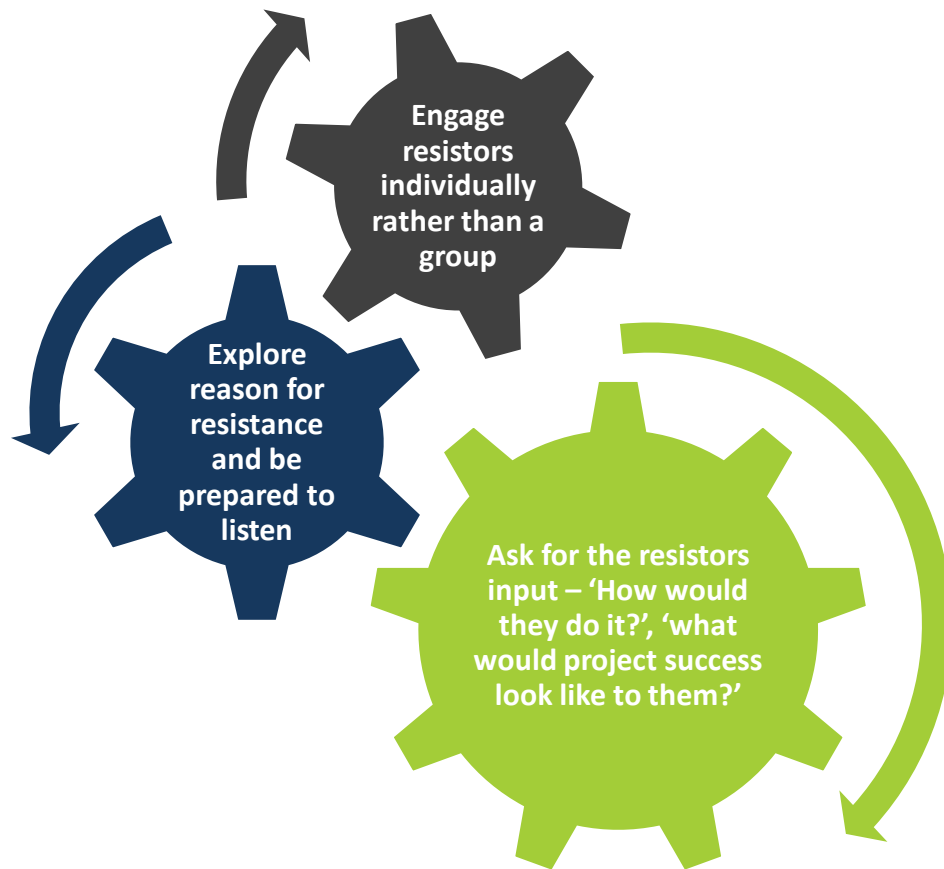 Engage
resistors
individually
rather than a
group
Explore
reason for
resistance
and be
prepared to
listen
Ask for the resistors
input – ‘How would
they do it?’, ‘what
would project success
look like to them?’